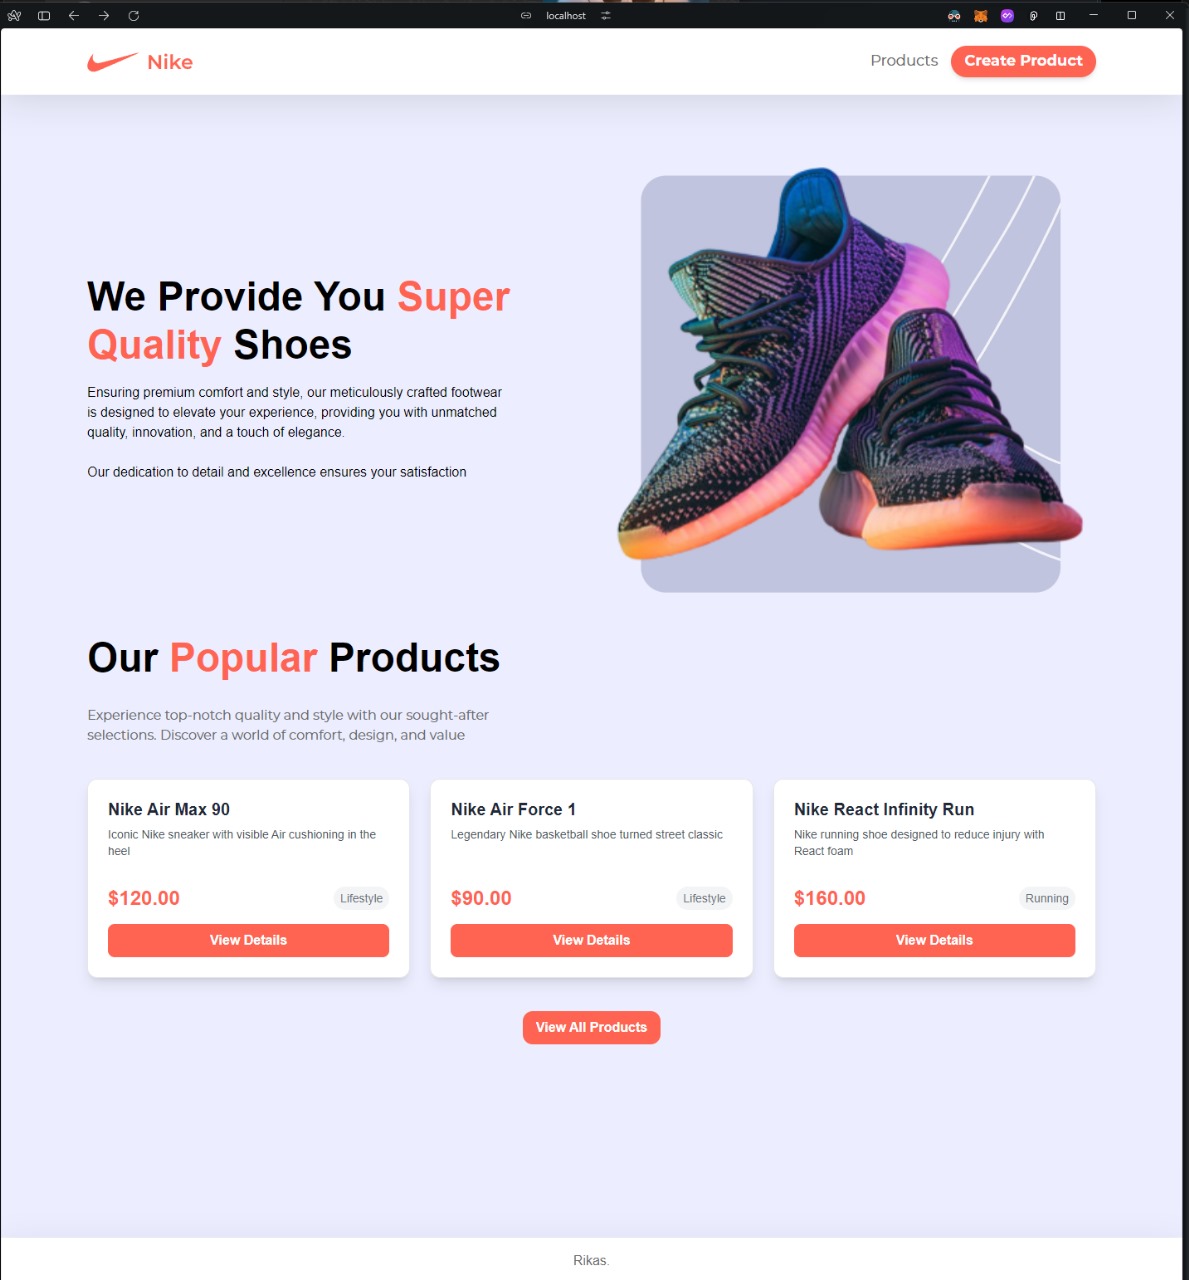 localhost
Nike
Products
Create Product
We Provide You Super
Quality Shoes
Ensuring premium comfort and style, our meticulously crafted footwear
is designed to elevate your experience, providing you with unmatched
quality, innovation, and a touch of elegance.
Our dedication to detail and excellence ensures your satisfaction
Our Popular Products
Experience top-notch quality and style with our sought-after
selections. Discover a world of comfort, design, and value
Nike Air Max 90
Iconic Nike sneaker with visible Air cushioning in the
heel
$120.00
Lifestyle
View Details
Nike Air Force 1
Legendary Nike basketball shoe turned street classic
$90.00
Lifestyle
View Details
Nike React Infinity Run
Nike running shoe designed to reduce injury with
React foam
$160.00
Running
View Details
View All Products
Rikas.